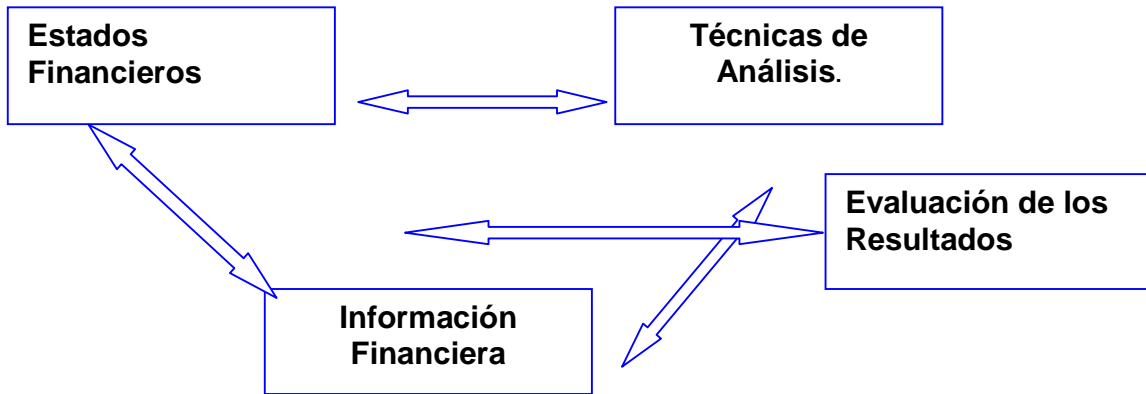 Estados
Financieros
Técnicas de
Análisis.
Evaluación de los
Resultados
Información
Financiera